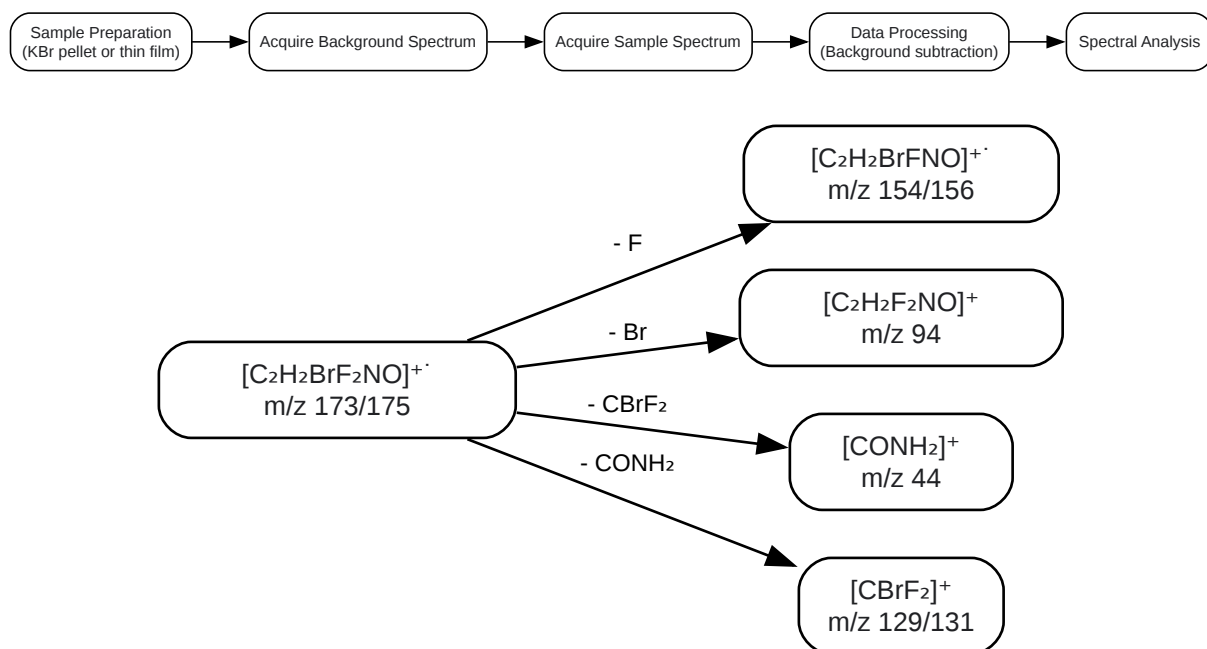 Sample Preparation
(KBr pellet or thin film)
Acquire Background Spectrum
Acquire Sample Spectrum
Data Processing
(Background subtraction)
Spectral Analysis
[C₂H₂BrFNO]⁺˙
m/z 154/156
- F
[C₂H₂F₂NO]⁺
m/z 94
- Br
[C₂H₂BrF₂NO]⁺˙
m/z 173/175
- CBrF₂
[CONH₂]⁺
m/z 44
- CONH₂
[CBrF₂]⁺
m/z 129/131